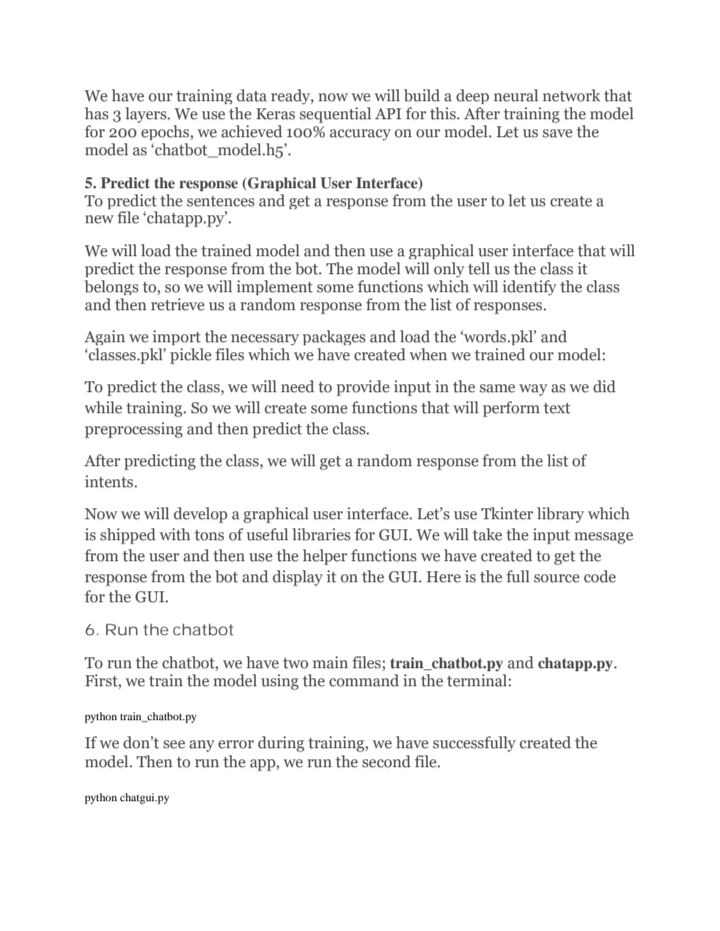 We have our training data ready, now we will build a deep neural network that
has 3 layers. We use the Keras sequential API for this. After training the model
for 200 epochs, we achieved 100% accuracy on our model. Let us save the
model as ‘chatbot_model.h5’.
5. Predict the response (Graphical User Interface)
To predict the sentences and get a response from the user to let us create a
new file ‘chatapp.py’.
We will load the trained model and then use a graphical user interface that will
predict the response from the bot. The model will only tell us the class it
belongs to, so we will implement some functions which will identify the class
and then retrieve us a random response from the list of responses.
Again we import the necessary packages and load the ‘words.pkl’ and
‘classes.pkl’ pickle files which we have created when we trained our model:
To predict the class, we will need to provide input in the same way as we did
while training. So we will create some functions that will perform text
preprocessing and then predict the class.
After predicting the class, we will get a random response from the list of
intents.
Now we will develop a graphical user interface. Let’s use Tkinter library which
is shipped with tons of useful libraries for GUI. We will take the input message
from the user and then use the helper functions we have created to get the
response from the bot and display it on the GUI. Here is the full source code
for the GUI.
6. Run the chatbot
To run the chatbot, we have two main files; train_chatbot.py and chatapp.py.
First, we train the model using the command in the terminal:
python train_chatbot.py
If we don’t see any error during training, we have successfully created the
model. Then to run the app, we run the second file.
python chatgui.py